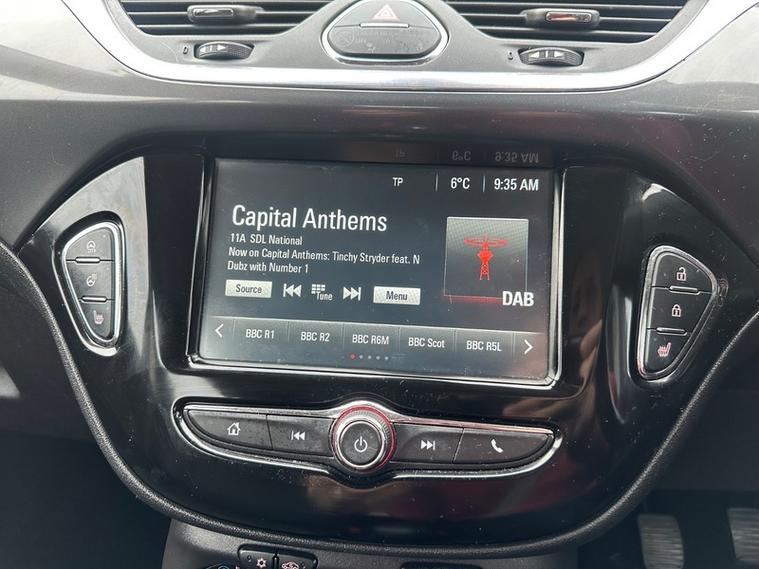 TP 6°C 9:35 AM
Capital Anthems
11A SDL National
Now on Capital Anthems: Tinchy Stryder feat. N
Dubz with Number 1
Source Tune Menu
DAB
BBC R1 BBC R2 BBC R6M BBC Scot BBC R5L